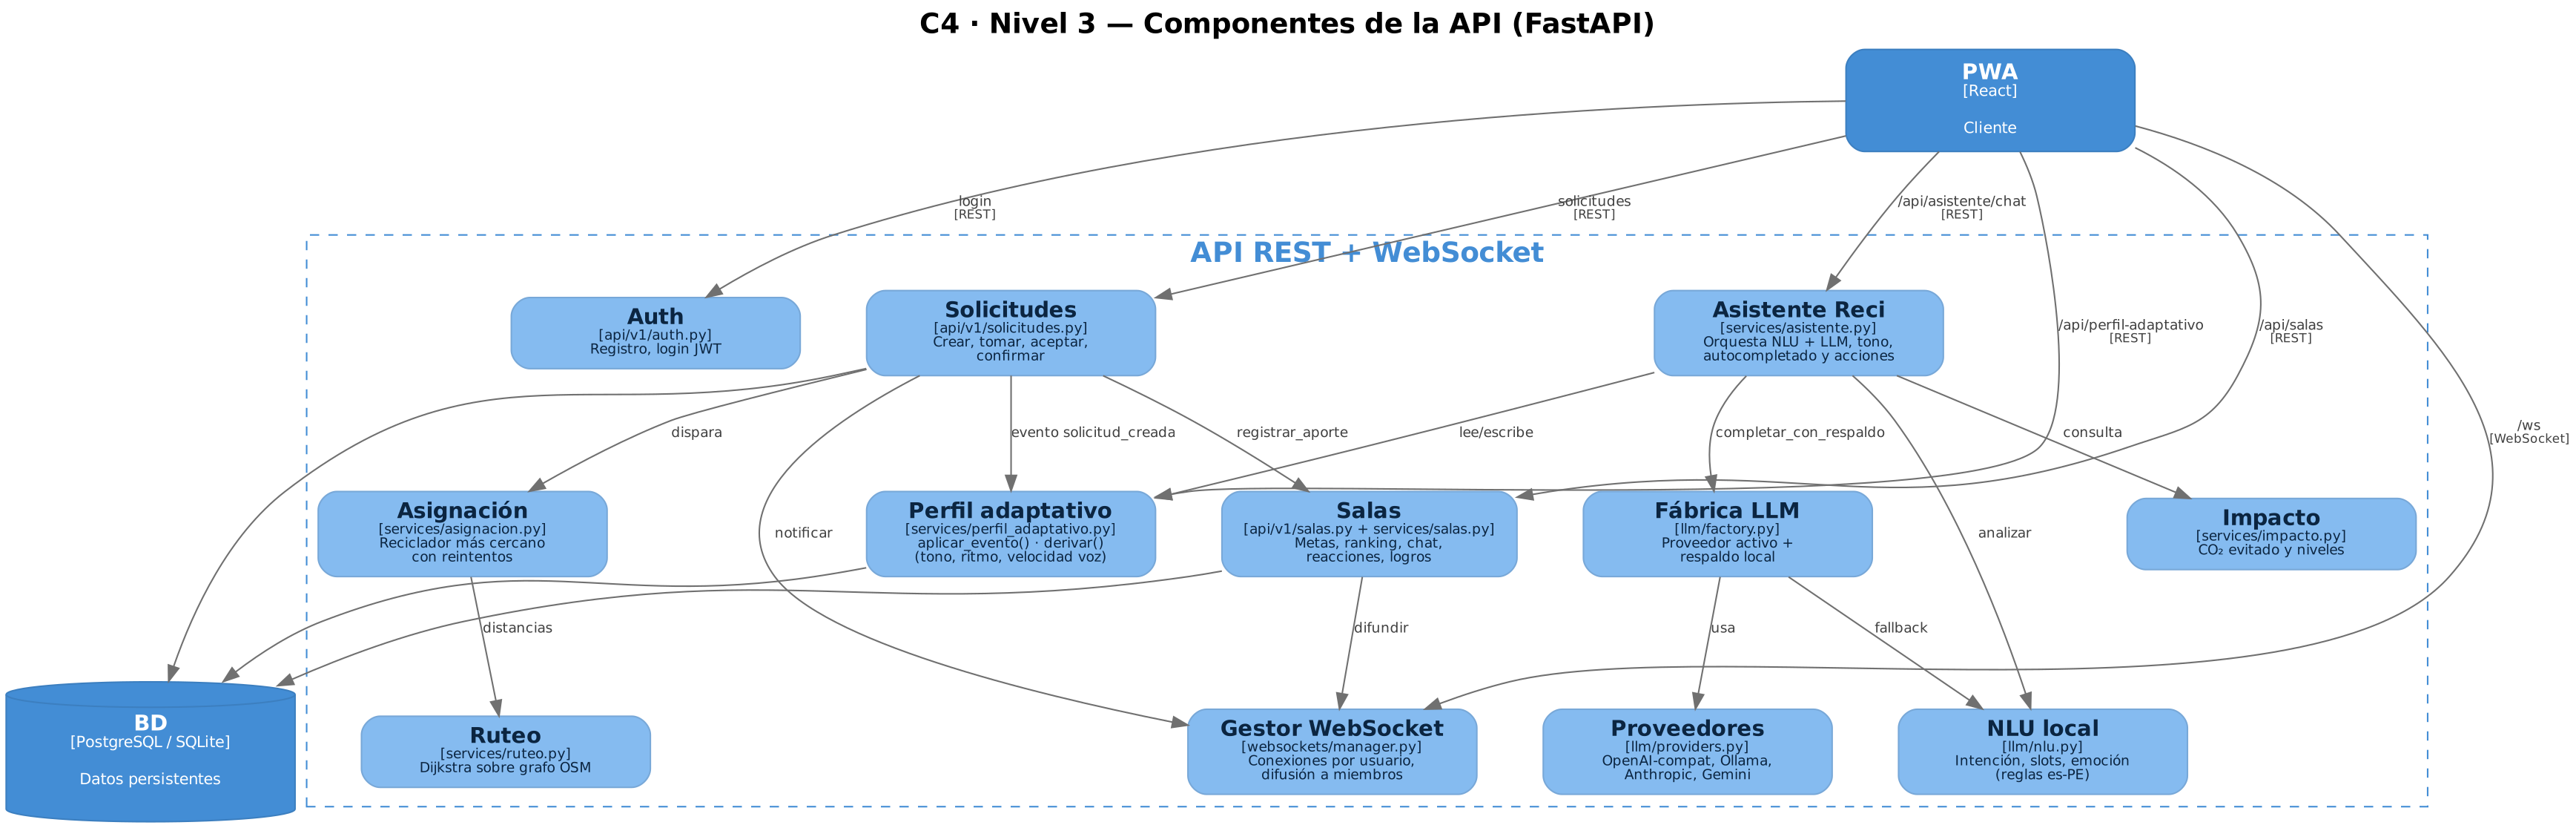 C4 · Nivel 3 — Componentes de la API (FastAPI)
PWA
[React]
Cliente
login
[REST]
solicitudes
[REST]
/api/asistente/chat
[REST]
API REST + WebSocket
Auth
[api/v1/auth.py]
Registro, login JWT
Solicitudes
[api/v1/solicitudes.py]
Crear, tomar, aceptar,
confirmar
Asistente Reci
[services/asistente.py]
Orquesta NLU + LLM, tono,
autocompletado y acciones
/api/perfil-adaptativo
[REST]
/api/salas
[REST]
/ws
[WebSocket]
dispara
evento solicitud_creada
registrar_aporte
lee/escribe
completar_con_respaldo
consulta
Asignación
[services/asignacion.py]
Reciclador más cercano
con reintentos
notificar
Perfil adaptativo
[services/perfil_adaptativo.py]
aplicar_evento() · derivar()
(tono, ritmo, velocidad voz)
Salas
[api/v1/salas.py + services/salas.py]
Metas, ranking, chat,
reacciones, logros
Fábrica LLM
[llm/factory.py]
Proveedor activo +
respaldo local
analizar
Impacto
[services/impacto.py]
CO₂ evitado y niveles
distancias
difundir
usa
fallback
BD
[PostgreSQL / SQLite]
Datos persistentes
Ruteo
[services/ruteo.py]
Dijkstra sobre grafo OSM
Gestor WebSocket
[websockets/manager.py]
Conexiones por usuario,
difusión a miembros
Proveedores
[llm/providers.py]
OpenAI-compat, Ollama,
Anthropic, Gemini
NLU local
[llm/nlu.py]
Intención, slots, emoción
(reglas es-PE)